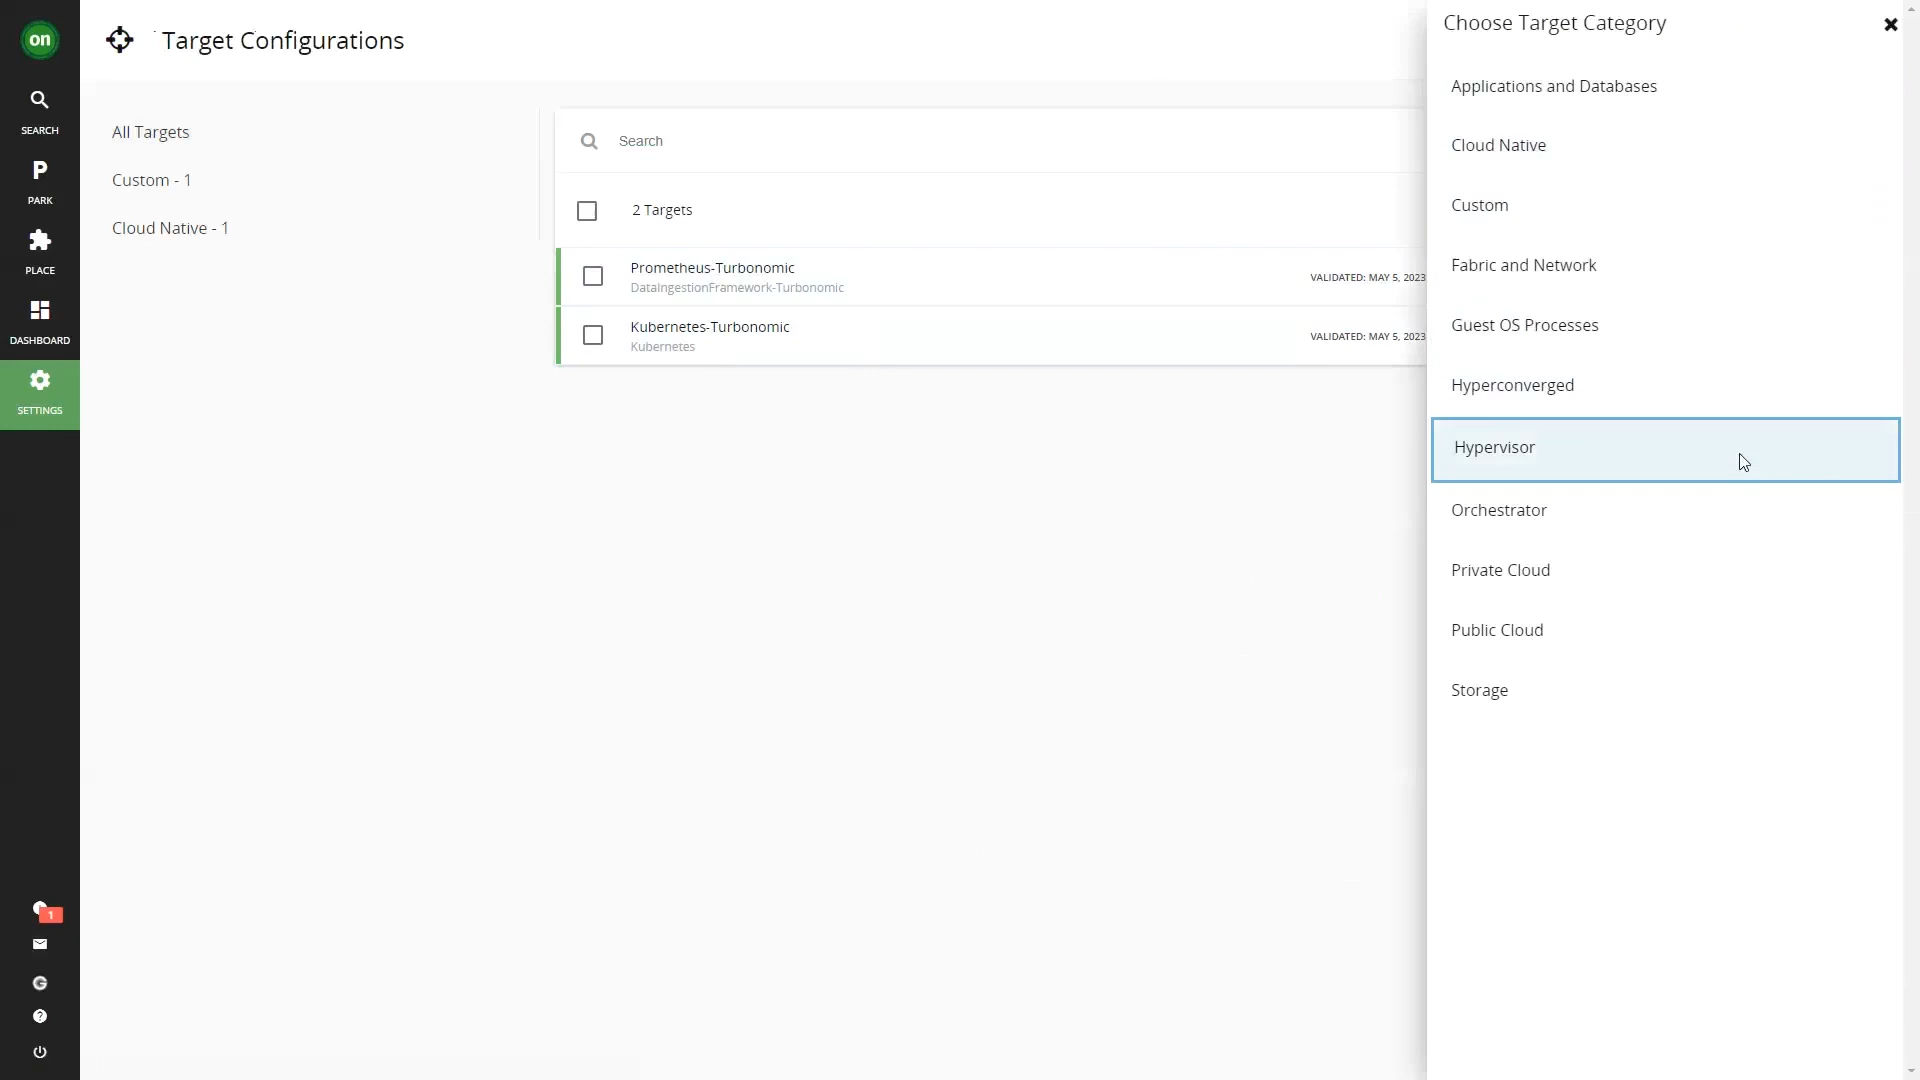 on
SEARCH
P
PARK
PLACE
DASHBOARD
SETTINGS
1
?
Target Configurations
All Targets
Custom - 1
Cloud Native - 1
Search
2 Targets
Prometheus-Turbonomic
DataIngestionFramework-Turbonomic
VALIDATED: MAY 5, 2023
Kubernetes-Turbonomic
Kubernetes
VALIDATED: MAY 5, 2023
Choose Target Category
Applications and Databases
Cloud Native
Custom
Fabric and Network
Guest OS Processes
Hyperconverged
Hypervisor
Orchestrator
Private Cloud
Public Cloud
Storage